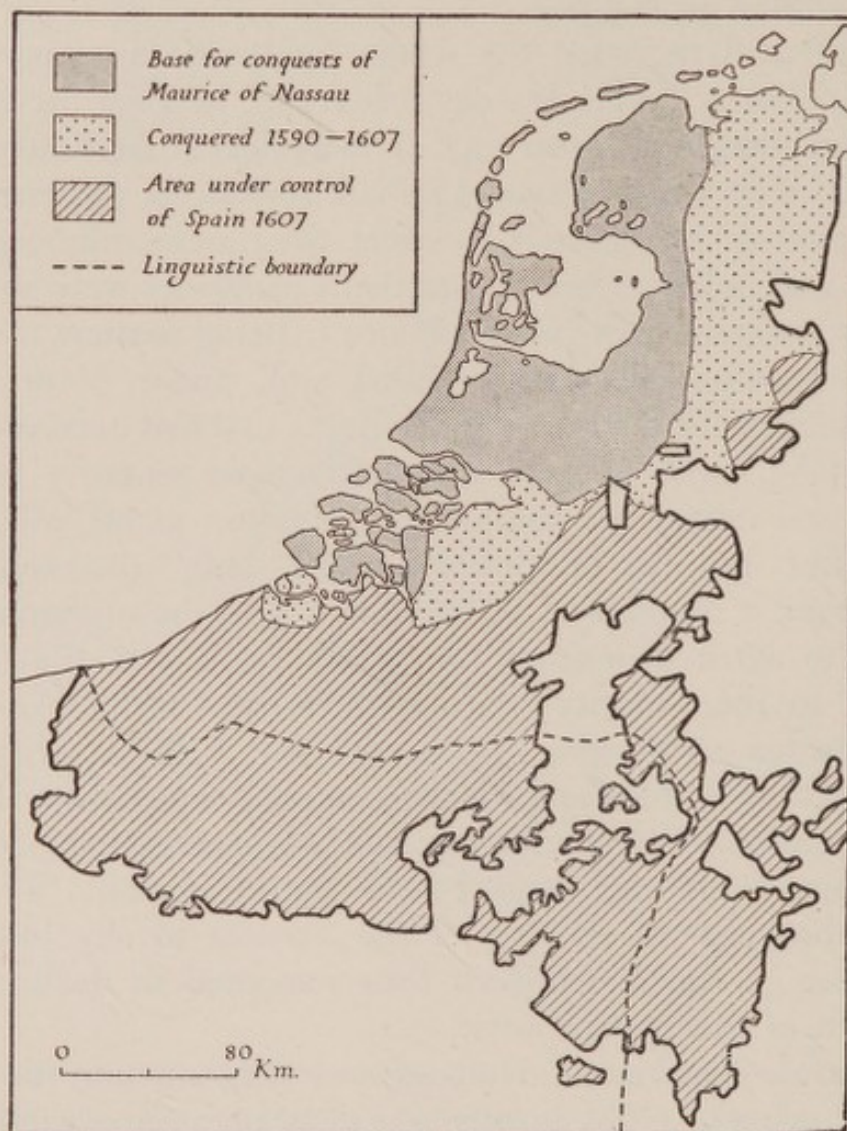 Base for conquests of
Maurice of Nassau
Conquered 1590—1607
Area under control
of Spain 1607
Linguistic boundary
0 80 Km.